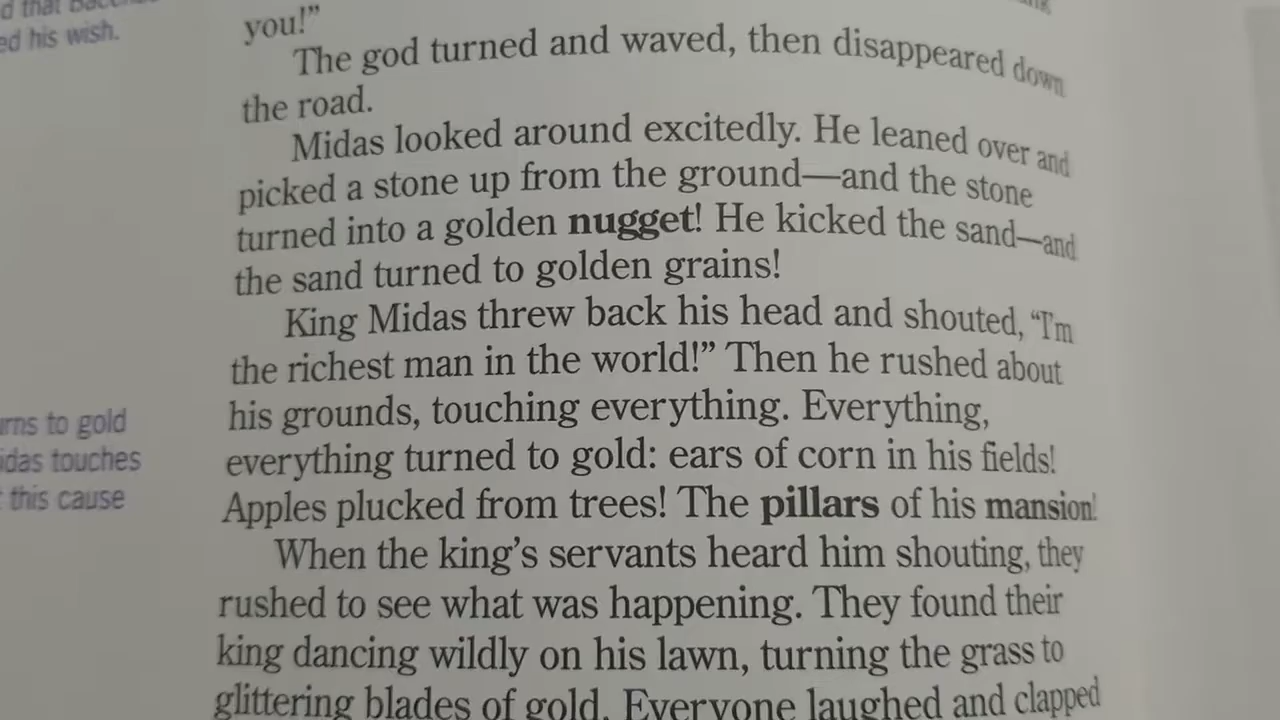 d that
ed his wish.
you!”
The god turned and waved, then disappeared down
the road.
Midas looked around excitedly. He leaned over and
picked a stone up from the ground—and the stone
turned into a golden nugget! He kicked the sand—and
the sand turned to golden grains!
King Midas threw back his head and shouted, “I’m
the richest man in the world!” Then he rushed about
his grounds, touching everything. Everything,
everything turned to gold: ears of corn in his fields!
Apples plucked from trees! The pillars of his mansion!
When the king’s servants heard him shouting, they
rushed to see what was happening. They found their
king dancing wildly on his lawn, turning the grass to
glittering blades of gold. Everyone laughed and clapped
urns to gold
idas touches
this cause